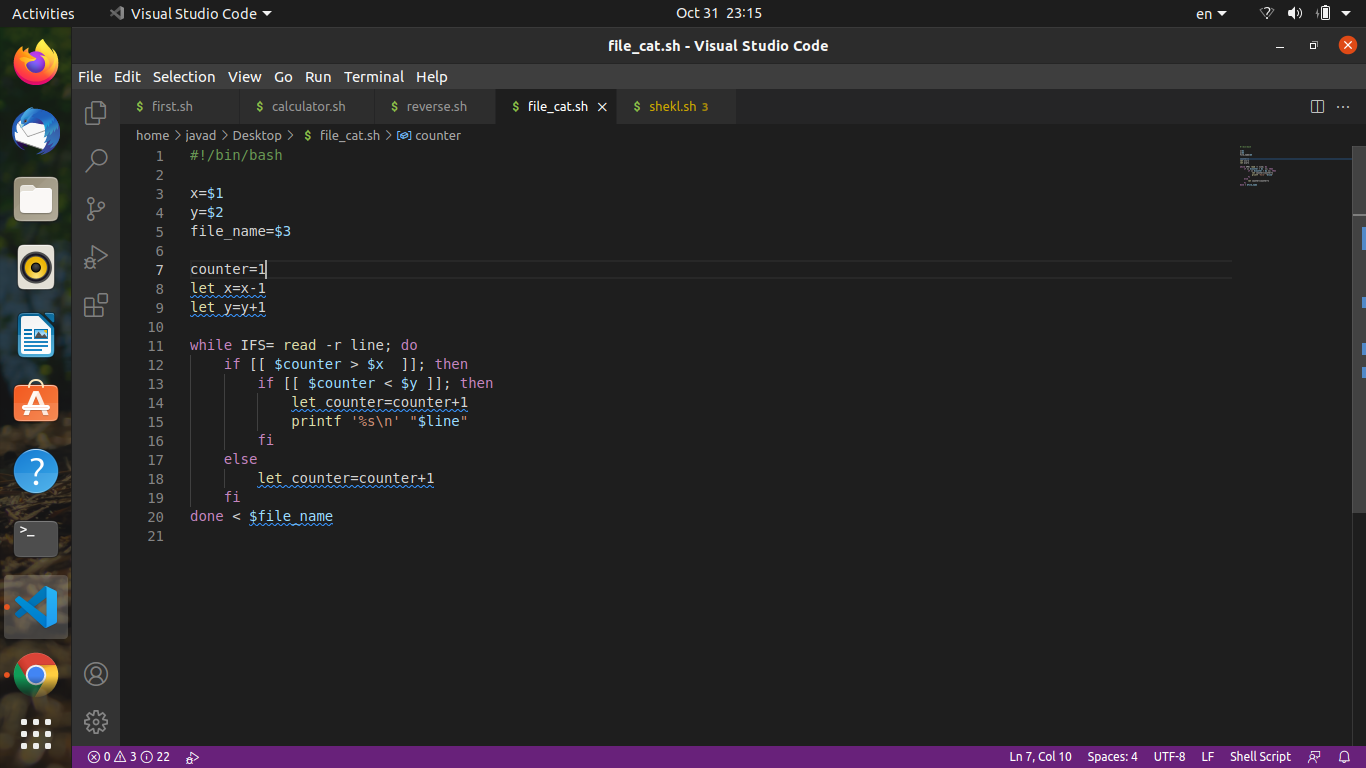 Activities Visual Studio Code Oct 31 23:15 en
file_cat.sh - Visual Studio Code
File Edit Selection View Go Run Terminal Help
$ first.sh $ calculator.sh $ reverse.sh $ file_cat.sh $ shekl.sh 3
home > javad > Desktop > $ file_cat.sh > counter
1 #!/bin/bash
2
3 x=$1
4 y=$2
5 file_name=$3
6
7 counter=1
8 let x=x-1
9 let y=y+1
10
11 while IFS= read -r line; do
12     if [[ $counter > $x  ]]; then
13         if [[ $counter < $y ]]; then
14             let counter=counter+1
15             printf '%s\n' "$line"
16         fi
17     else
18         let counter=counter+1
19     fi
20 done < $file_name
21
0 3 22 Ln 7, Col 10 Spaces: 4 UTF-8 LF Shell Script